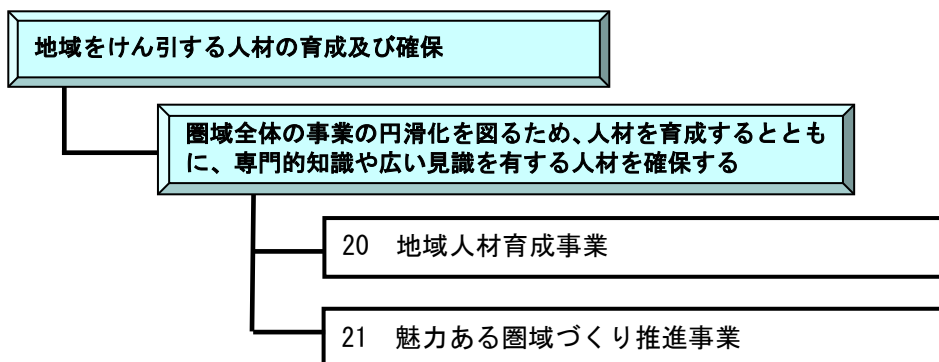 地域をけん引する人材の育成及び確保
圏域全体の事業の円滑化を図るため、人材を育成するととも
に、専門的知識や広い見識を有する人材を確保する
20　地域人材育成事業
21　魅力ある圏域づくり推進事業